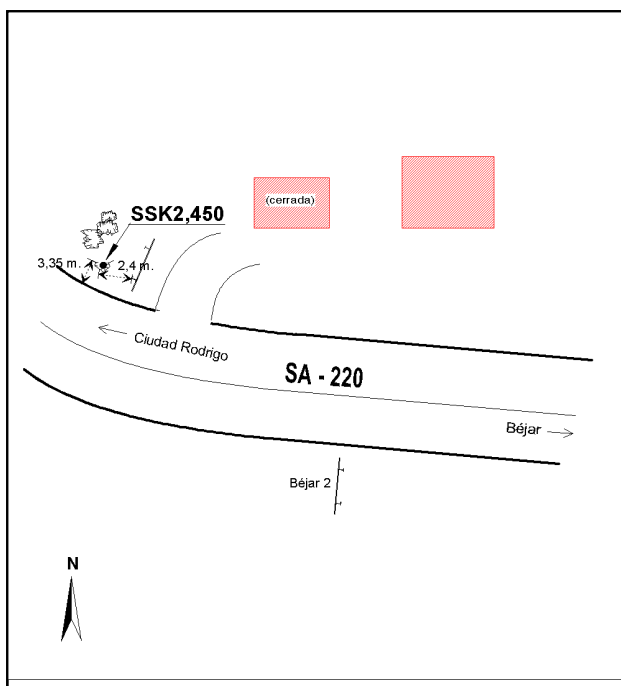 (cerrada)
SSK2,450
3,35 m.
2,4 m.
Ciudad Rodrigo
SA - 220
Béjar
Béjar 2
N